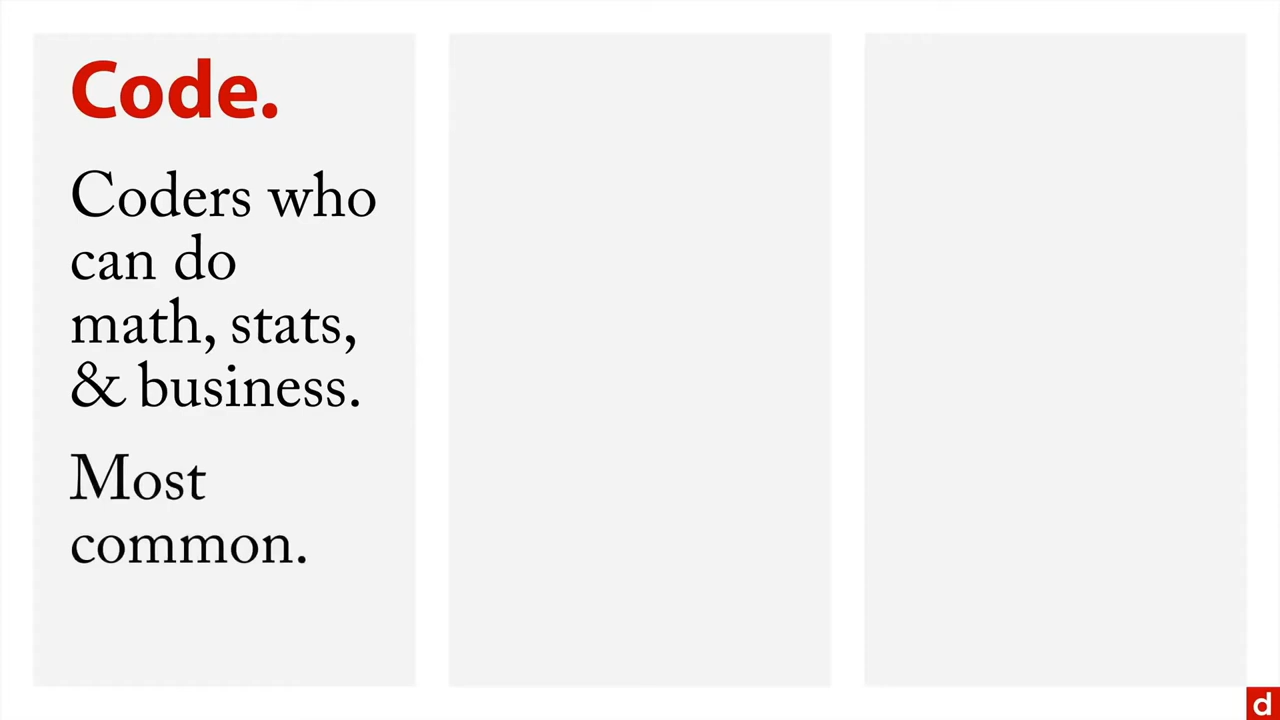 Code.
Coders who
can do
math, stats,
& business.
Most
common.
d